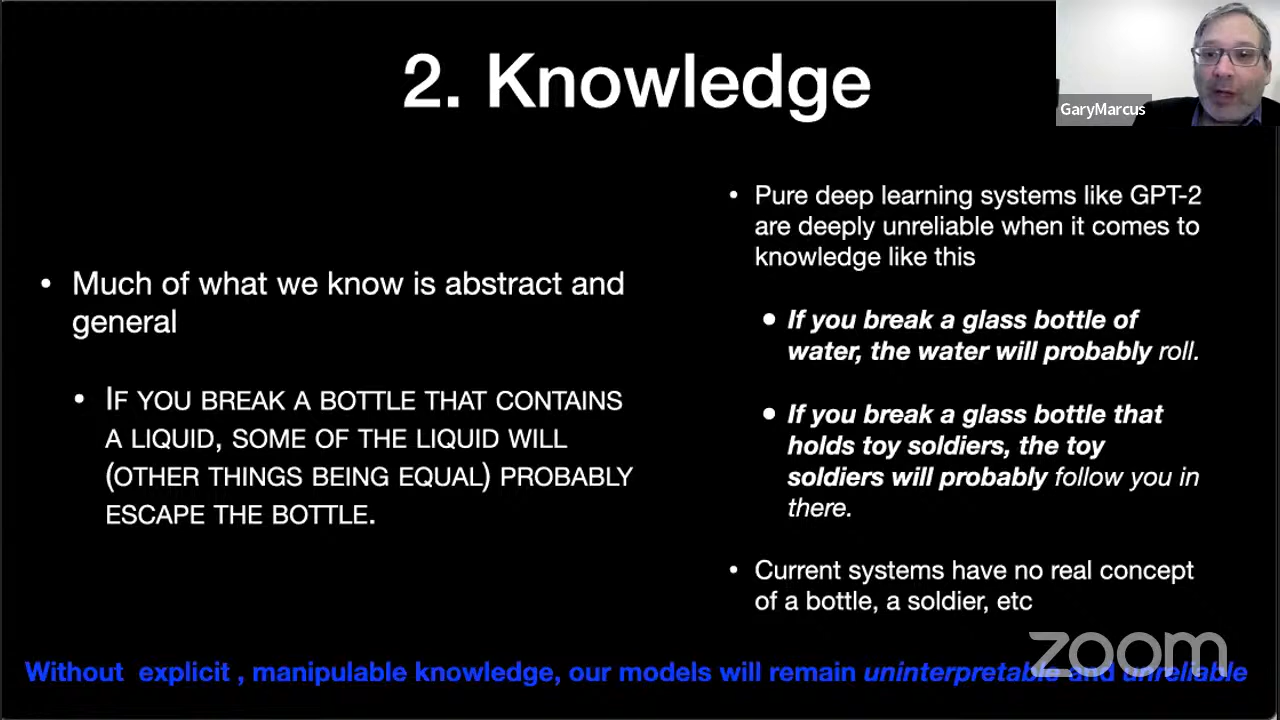 2. Knowledge
GaryMarcus
• Much of what we know is abstract and
general
• IF YOU BREAK A BOTTLE THAT CONTAINS
A LIQUID, SOME OF THE LIQUID WILL
(OTHER THINGS BEING EQUAL) PROBABLY
ESCAPE THE BOTTLE.
• Pure deep learning systems like GPT-2
are deeply unreliable when it comes to
knowledge like this
• If you break a glass bottle of
water, the water will probably roll.
• If you break a glass bottle that
holds toy soldiers, the toy
soldiers will probably follow you in
there.
• Current systems have no real concept
of a bottle, a soldier, etc
Without explicit , manipulable knowledge, our models will remain uninterpretable and unreliable
zoom